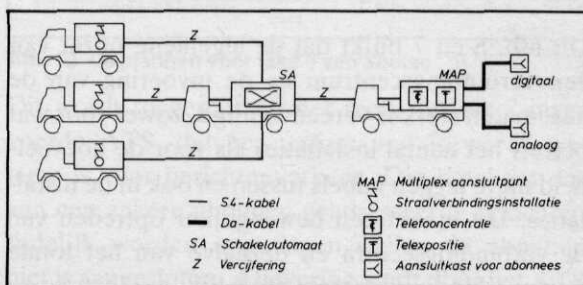 Z
SA
MAP
digitaal
Z
Z
analoog
S4-kabel
Da-kabel
SA Schakelautomaat
Z Vercijfering
MAP Multiplex aansluitpunt
Straalverbindingsinstallatie
Telefooncentrale
Telexpositie
Aansluitkast voor abonnees